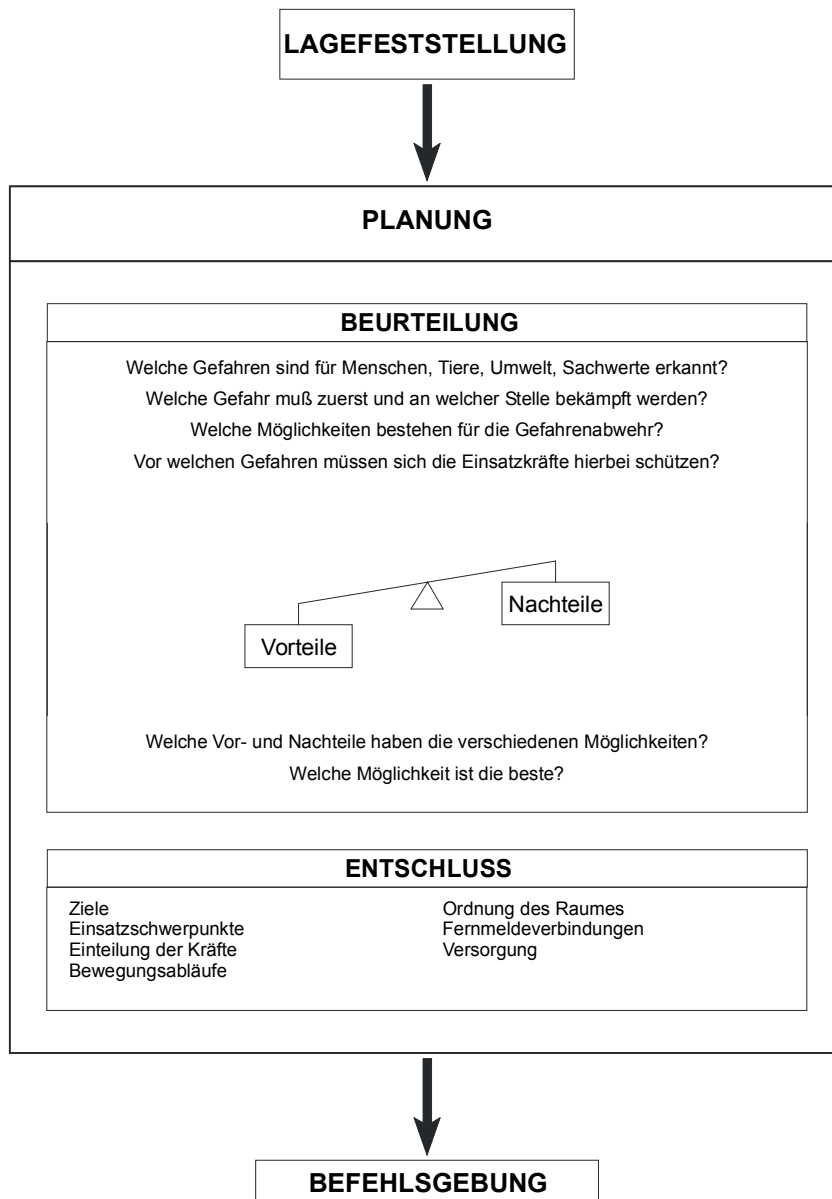 LAGEFESTSTELLUNG
PLANUNG
BEURTEILUNG
Welche Gefahren sind für Menschen, Tiere, Umwelt, Sachwerte erkannt?
Welche Gefahr muß zuerst und an welcher Stelle bekämpft werden?
Welche Möglichkeiten bestehen für die Gefahrenabwehr?
Vor welchen Gefahren müssen sich die Einsatzkräfte hierbei schützen?
Nachteile
Vorteile
Welche Vor- und Nachteile haben die verschiedenen Möglichkeiten?
Welche Möglichkeit ist die beste?
ENTSCHLUSS
Ziele
Einsatzschwerpunkte
Einteilung der Kräfte
Bewegungsabläufe
Ordnung des Raumes
Fernmeldeverbindungen
Versorgung
BEFEHLSGEBUNG